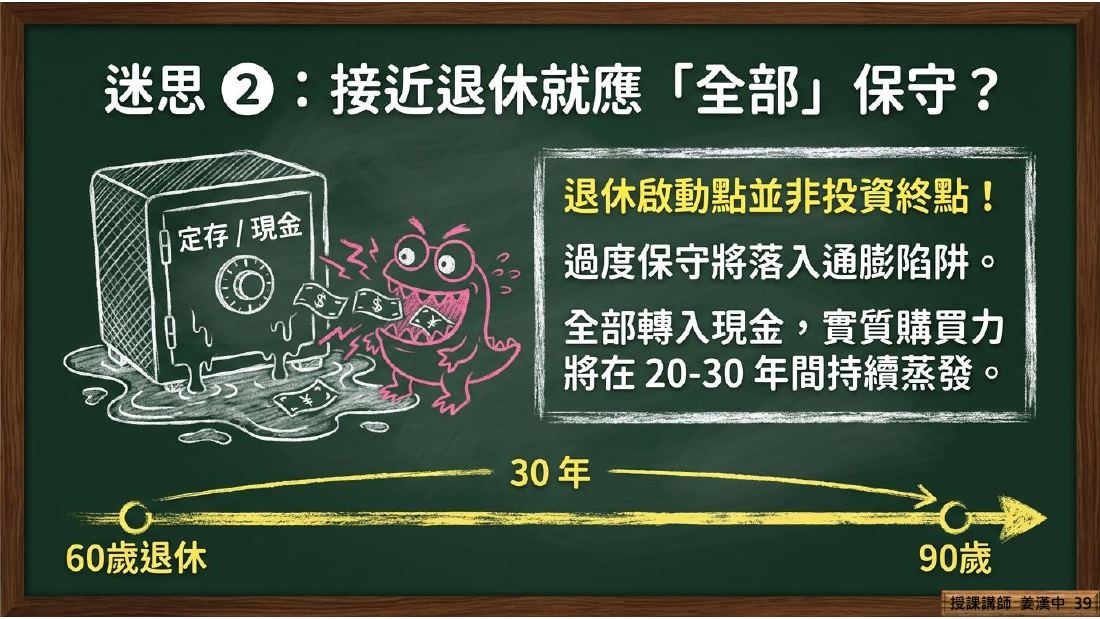 迷思 ❷：接近退休就應「全部」保守？
定存 / 現金
$
$
¥
退休啟動點並非投資終點！
過度保守將落入通膨陷阱。
全部轉入現金，實質購買力
將在 20-30 年間持續蒸發。
30 年
60歲退休
90歲
授課講師 姜漢中 39